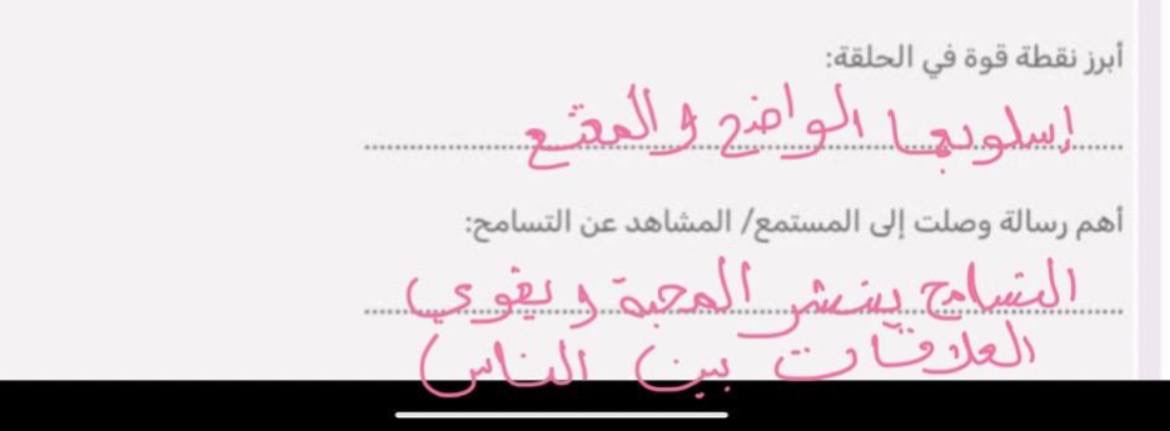 أبرز نقطة قوة في الحلقة:
إسلوبها الواضح والمقنع
أهم رسالة وصلت إلى المستمع/ المشاهد عن التسامح:
التسامح ينشر المحبة ويقوي
العلاقات بين الناس